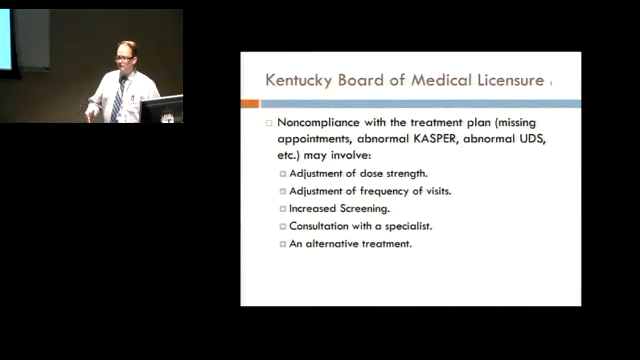 Kentucky Board of Medical Licensure
Noncompliance with the treatment plan (missing
appointments, abnormal KASPER, abnormal UDS,
etc.) may involve:
Adjustment of dose strength.
Adjustment of frequency of visits.
Increased Screening.
Consultation with a specialist.
An alternative treatment.